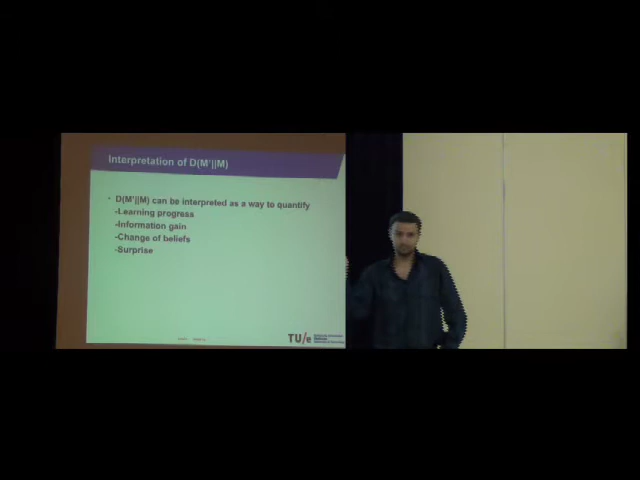 Interpretation of D(M'||M)
• D(M'||M) can be interpreted as a way to quantify
-Learning progress
-Information gain
-Change of beliefs
-Surprise
TU/e